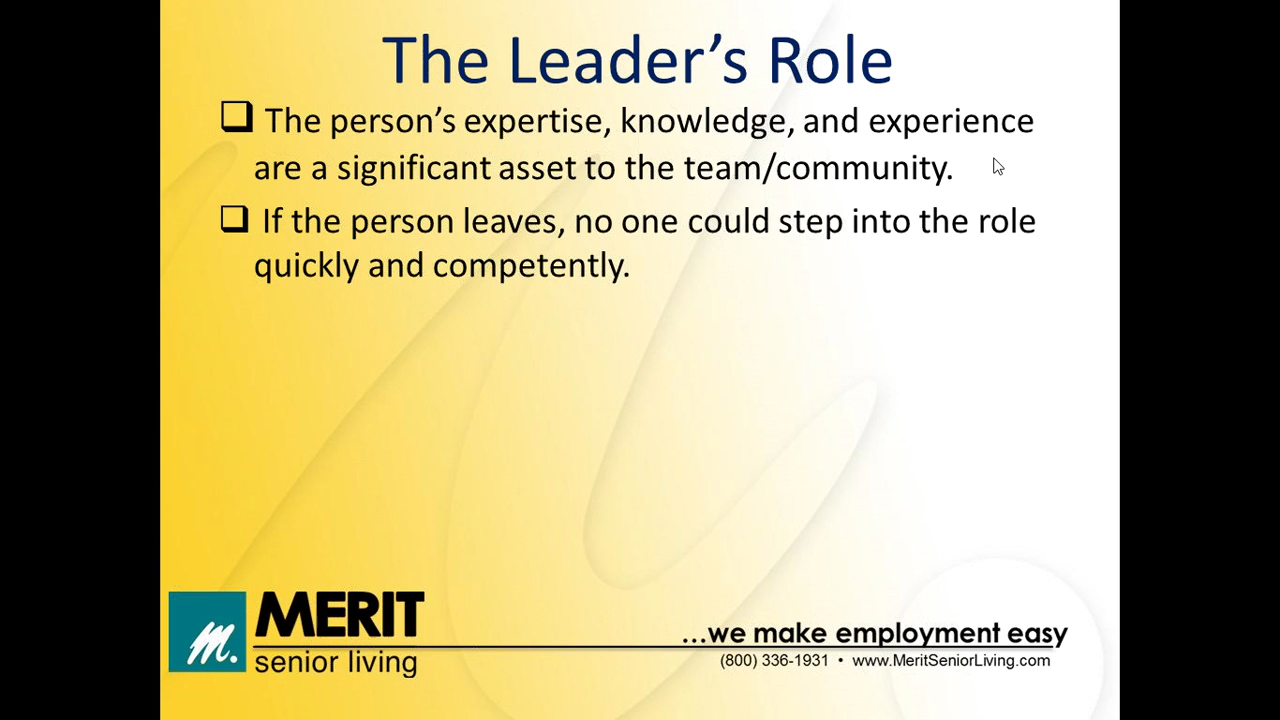 The Leader’s Role
❑ The person’s expertise, knowledge, and experience
are a significant asset to the team/community.
❑ If the person leaves, no one could step into the role
quickly and competently.
m.
MERIT
senior living
...we make employment easy
(800) 336-1931 • www.MeritSeniorLiving.com